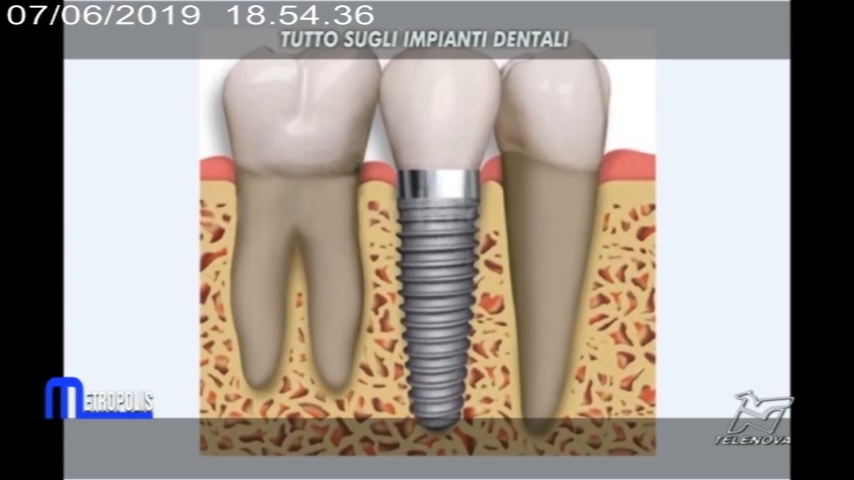 07/06/2019 18.54.36
TUTTO SUGLI IMPIANTI DENTALI
METROPOLIS
TELENOVA